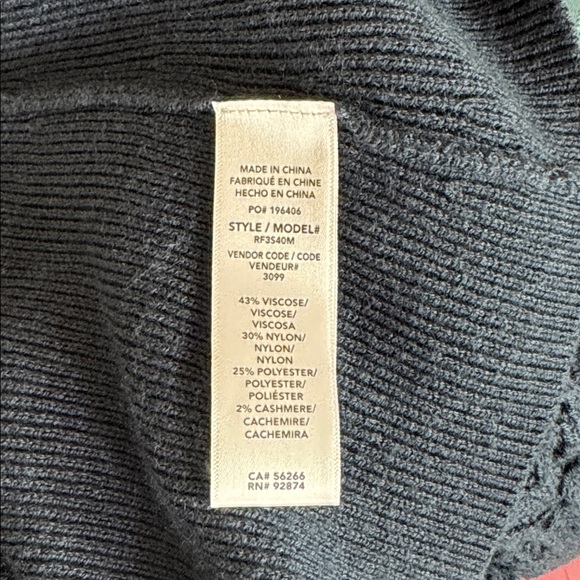 MADE IN CHINA
FABRIQUÉ EN CHINE
HECHO EN CHINA
PO# 196406
STYLE / MODEL#
RF3S40M
VENDOR CODE / CODE
VENDEUR#
3099
43% VISCOSE/
VISCOSE/
VISCOSA
30% NYLON/
NYLON/
NYLON
25% POLYESTER/
POLYESTER/
POLIÉSTER
2% CASHMERE/
CACHEMIRE/
CACHEMIRA
CA# 56266
RN# 92874